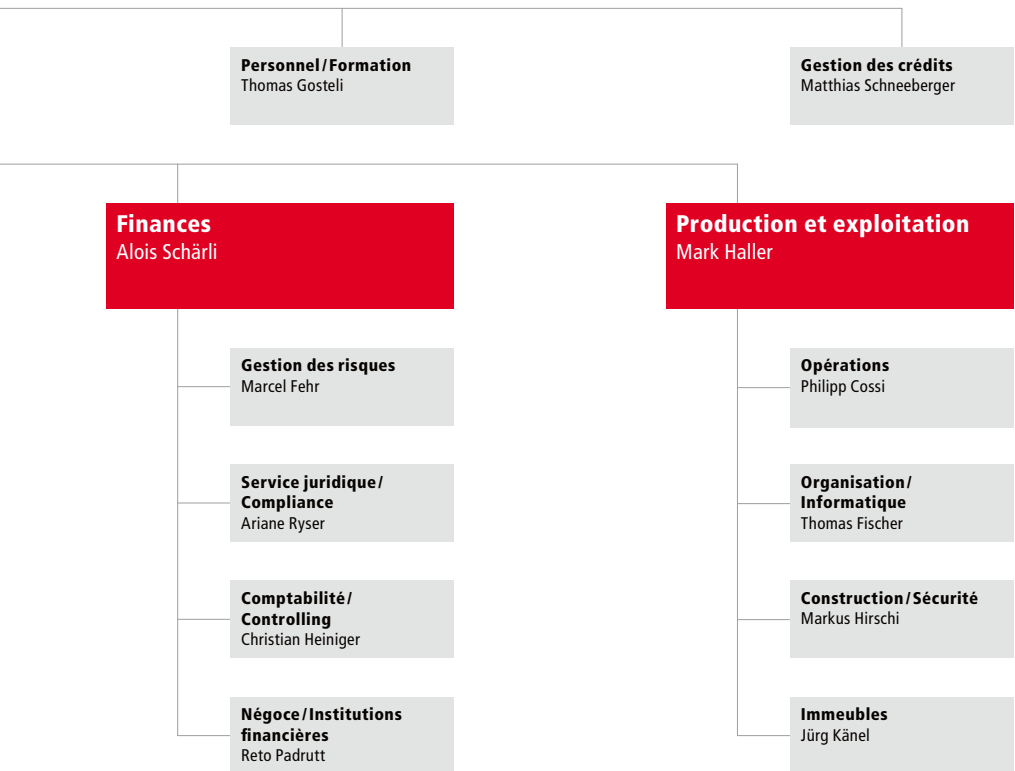 Personnel/Formation
Thomas Gosteli
Gestion des crédits
Matthias Schneeberger
Finances
Alois Schärli
Production et exploitation
Mark Haller
Gestion des risques
Marcel Fehr
Opérations
Philipp Cossi
Service juridique/
Compliance
Ariane Ryser
Organisation/
Informatique
Thomas Fischer
Comptabilité/
Controlling
Christian Heiniger
Construction/Sécurité
Markus Hirschi
Négoce/Institutions
financières
Reto Padrutt
Immeubles
Jürg Känel